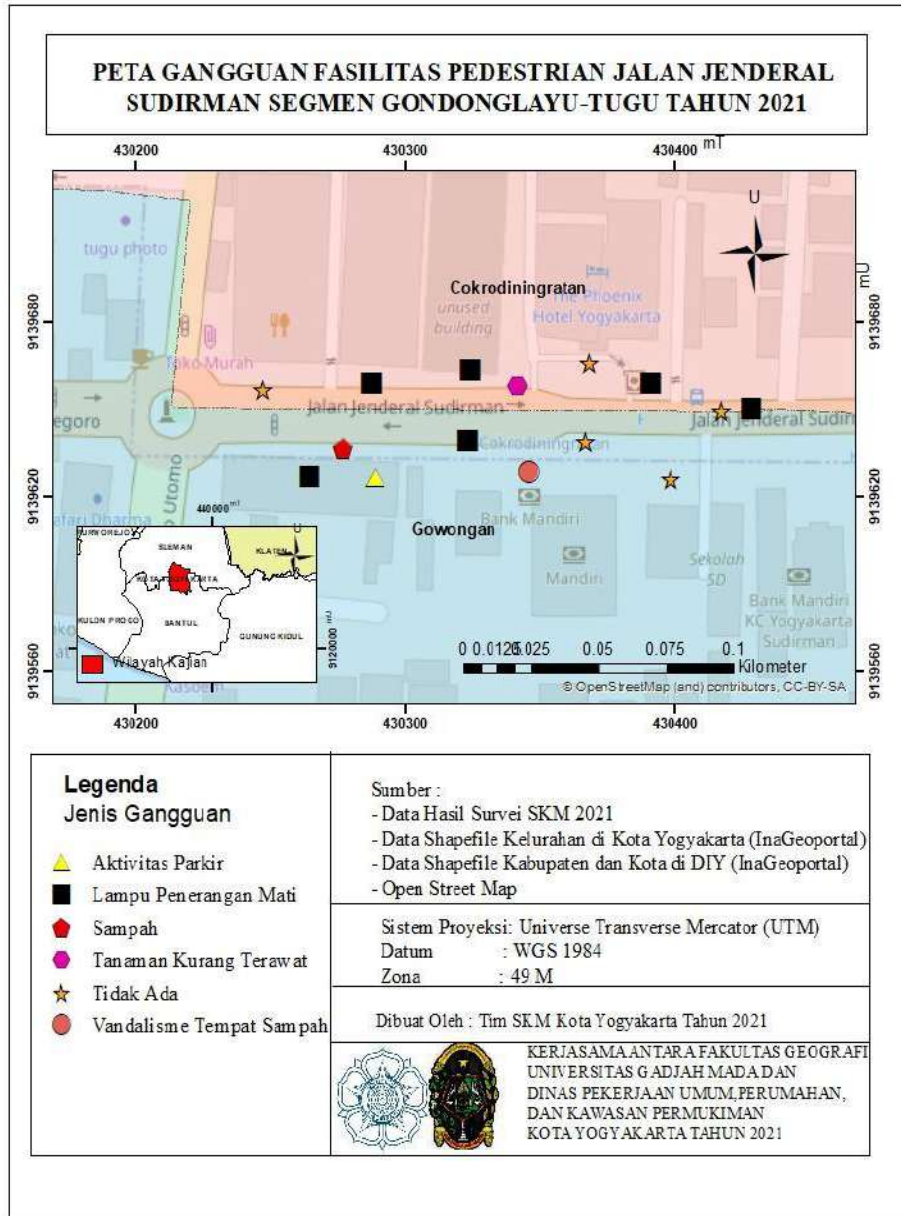 PETA GANGGUAN FASILITAS PEDESTRIAN JALAN JENDERAL
SUDIRMAN SEGMEN GONDONGLAYU-TUGU TAHUN 2021
430200
430300
430400
mT
U
mU
tugu photo
Cokrodiningratan
unused
building
The Phoenix
Hotel Yogyakarta
9139680
9139680
Toko Murah
Jalan Jenderal Sudirman
Jalan Jenderal Sudirm
negoro
Cokrodiningratan
9139620
9139620
Utomo
Bank Mandiri
Gowongan
Mandiri
Sekolah
SD
Bank Mandiri
KC Yogyakarta
Sudirman
440000 mT
U
SLEMAN
KLATEN
BANTUL
KULON PROGO
GUNUNG KIDUL
9120000 mU
Wilayah Kajian
0
0.025
0.05
0.075
0.1
Kilometer
© OpenStreetMap (and) contributors, CC-BY-SA
9139560
9139560
430200
430300
430400
Legenda
Jenis Gangguan
Aktivitas Parkir
Lampu Penerangan Mati
Sampah
Tanaman Kurang Terawat
Tidak Ada
Vandalisme Tempat Sampah
Sumber :
- Data Hasil Survei SKM 2021
- Data Shapefile Kelurahan di Kota Yogyakarta (InaGeoportal)
- Data Shapefile Kabupaten dan Kota di DIY (InaGeoportal)
- Open Street Map
Sistem Proyeksi: Universe Transverse Mercator (UTM)
Datum : WGS 1984
Zona : 49 M
Dibuat Oleh : Tim SKM Kota Yogyakarta Tahun 2021
KERJASAMA ANTARA FAKULTAS GEOGRAFI
UNIVERSITAS GADJAH MADA DAN
DINAS PEKERJAAN UMUM,PERUMAHAN,
DAN KAWASAN PERMUKIMAN
KOTA YOGYAKARTA TAHUN 2021